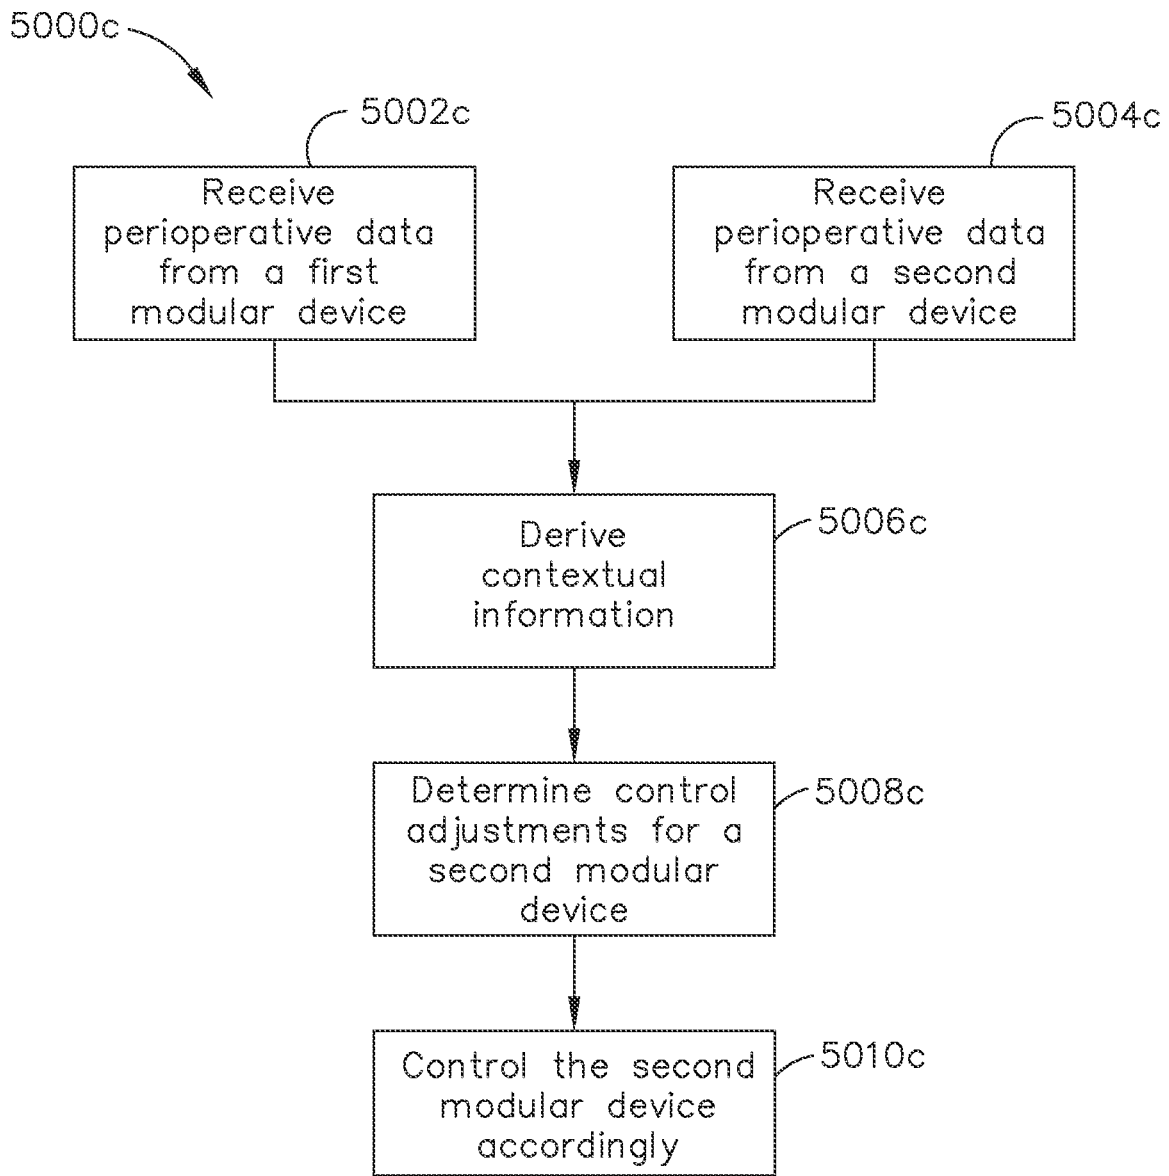 5000c
5002c
Receive
perioperative data
from a first
modular device
5004c
Receive
perioperative data
from a second
modular device
5006c
Derive
contextual
information
5008c
Determine control
adjustments for a
second modular
device
5010c
Control the second
modular device
accordingly